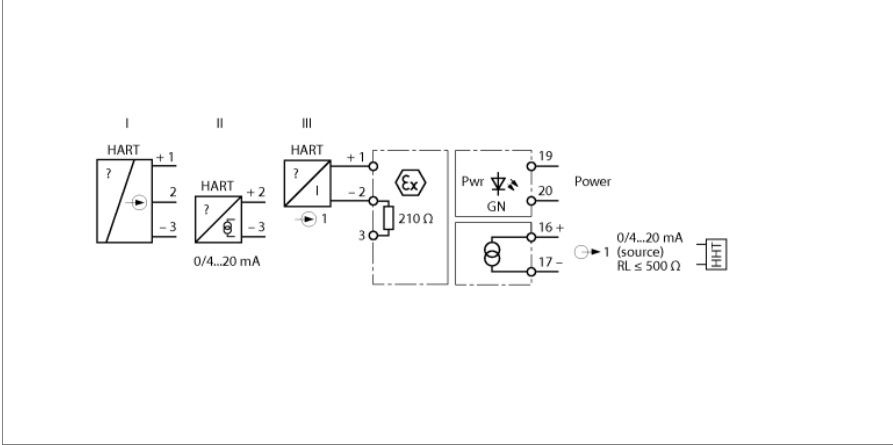 I II III
HART
? 
+ 1
2
– 3
HART
?
+ 2
– 3
0/4...20 mA
HART
?
I
1
+ 1
– 2
3
Ex
210 Ω
Pwr
GN
19
20
Power
16 +
17 –
1
0/4...20 mA
(source)
RL ≤ 500 Ω
HHT